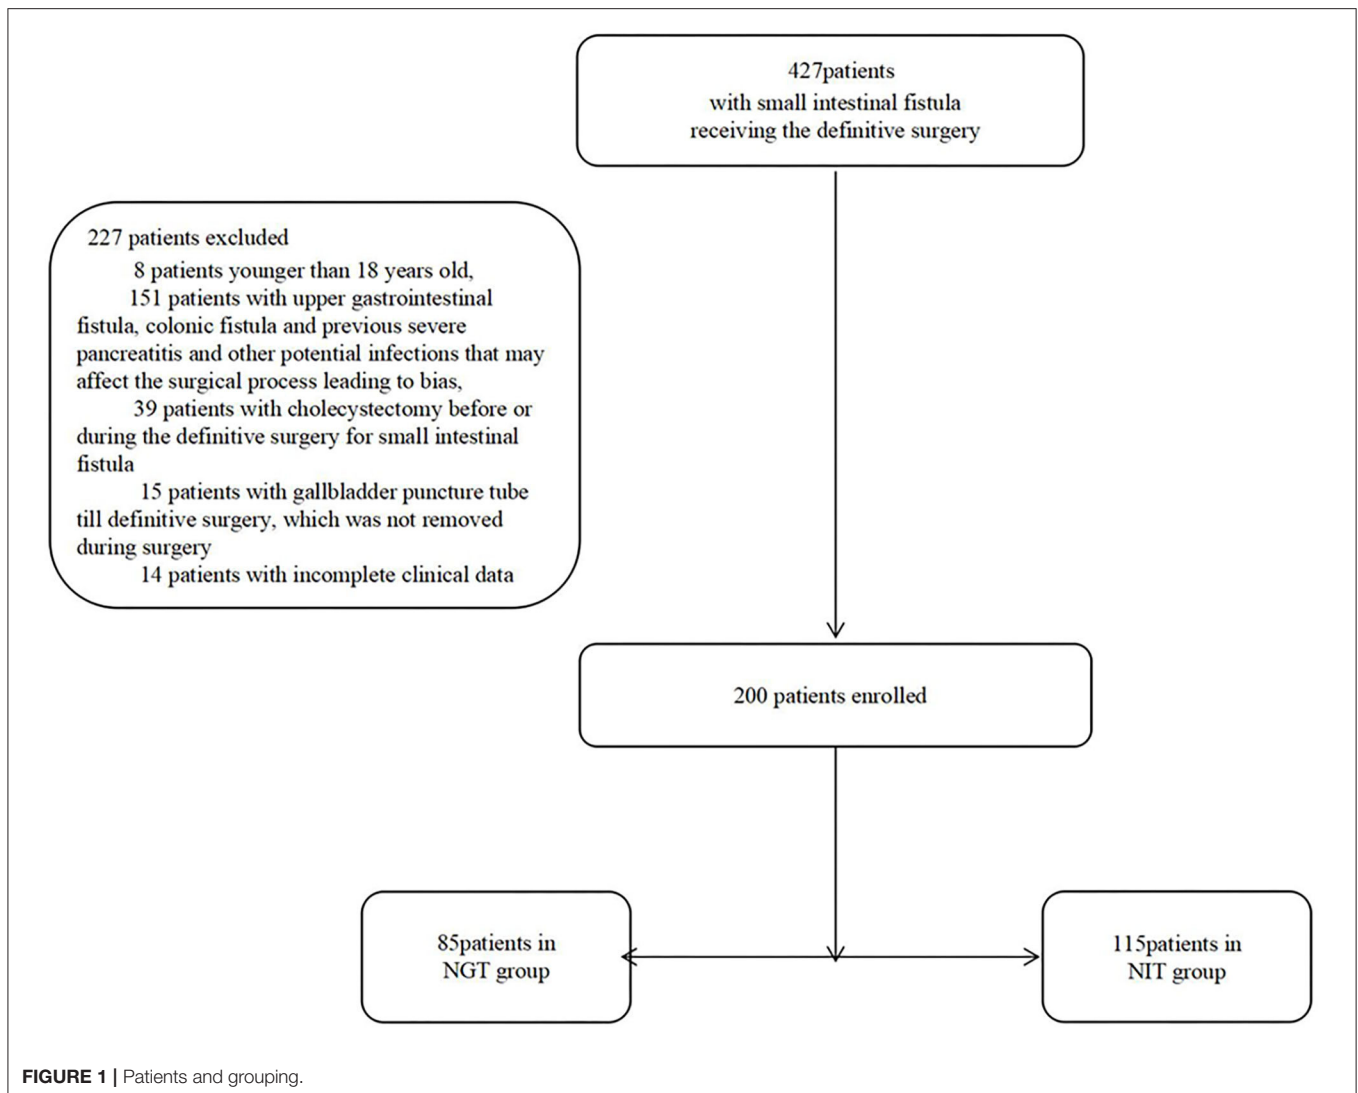 427patients
with small intestinal fistula
receiving the definitive surgery
227 patients excluded
8 patients younger than 18 years old,
151 patients with upper gastrointestinal
fistula, colonic fistula and previous severe
pancreatitis and other potential infections that may
affect the surgical process leading to bias,
39 patients with cholecystectomy before or
during the definitive surgery for small intestinal
fistula
15 patients with gallbladder puncture tube
till definitive surgery, which was not removed
during surgery
14 patients with incomplete clinical data
200 patients enrolled
85patients in
NGT group
115patients in
NIT group
FIGURE 1 | Patients and grouping.